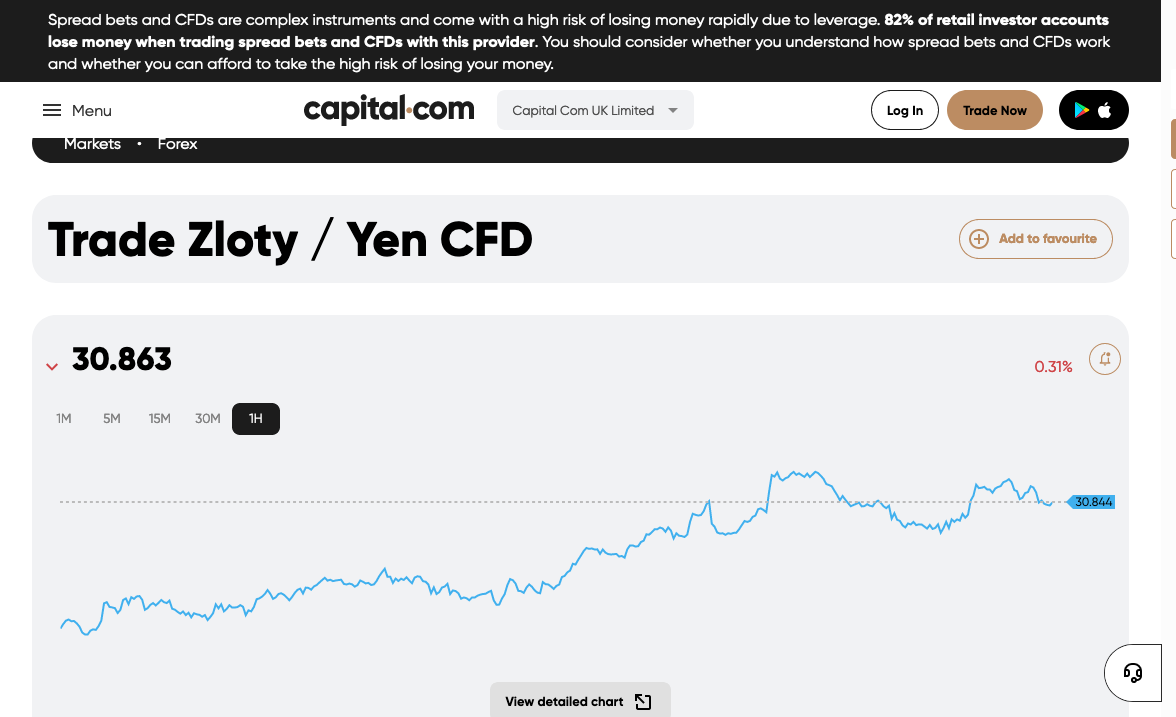 Spread bets and CFDs are complex instruments and come with a high risk of losing money rapidly due to leverage. 82% of retail investor accounts
lose money when trading spread bets and CFDs with this provider. You should consider whether you understand how spread bets and CFDs work
and whether you can afford to take the high risk of losing your money.
Menu
capital.com
Capital Com UK Limited
Log In
Trade Now
Markets • Forex
Trade Zloty / Yen CFD
Add to favourite
30.863
0.31%
1M 5M 15M 30M 1H
30.844
View detailed chart